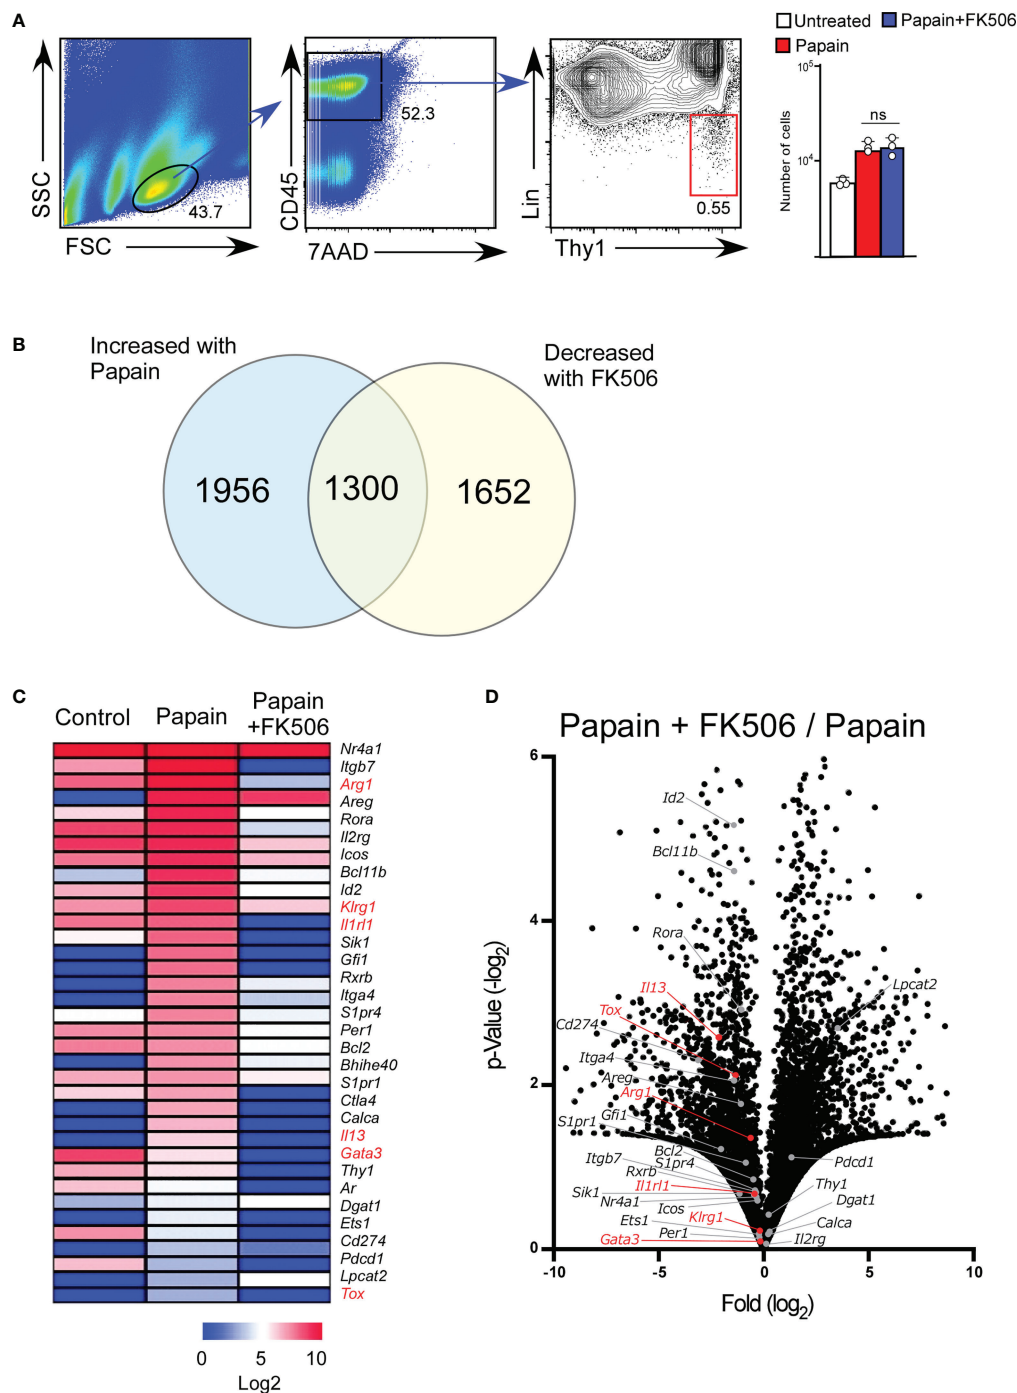 A
Untreated
Papain+FK506
Papain
SSC
FSC
43.7
CD45
7AAD
52.3
Lin
Thy1
0.55
Number of cells
10⁵
10⁴
ns
B
Increased with
Papain
Decreased
with FK506
1956
1300
1652
C
Control
Papain
Papain
+FK506
Nr4a1
Itgb7
Arg1
Areg
Rora
Il2rg
Icos
Bcl11b
Id2
Klrg1
Il1rl1
Sik1
Gfi1
Rxrb
Itga4
S1pr4
Per1
Bcl2
Bhihe40
S1pr1
Ctla4
Calca
Il13
Gata3
Thy1
Ar
Dgat1
Ets1
Cd274
Pdcd1
Lpcat2
Tox
0
5
10
Log2
D
Papain + FK506 / Papain
p-Value (-log₂)
6
4
2
0
-10
-5
0
5
10
Fold (log₂)
Id2
Bcl11b
Rora
Il13
Tox
Cd274
Itga4
Areg
Arg1
Gfi1
S1pr1
Bcl2
S1pr4
Itgb7
Rxrb
Il1rl1
Sik1
Nr4a1
Icos
Klrg1
Ets1
Per1
Gata3
Lpcat2
Pdcd1
Thy1
Dgat1
Calca
Il2rg